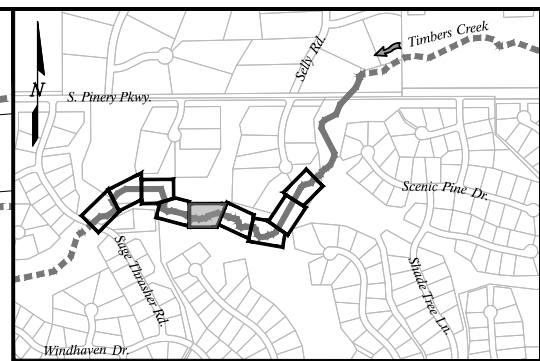 Timbers Creek
Selly Rd.
N
S. Pinery Pkwy.
Scenic Pine Dr.
Sage Thrasher Rd.
Shade Tree Ln.
Windhaven Dr.